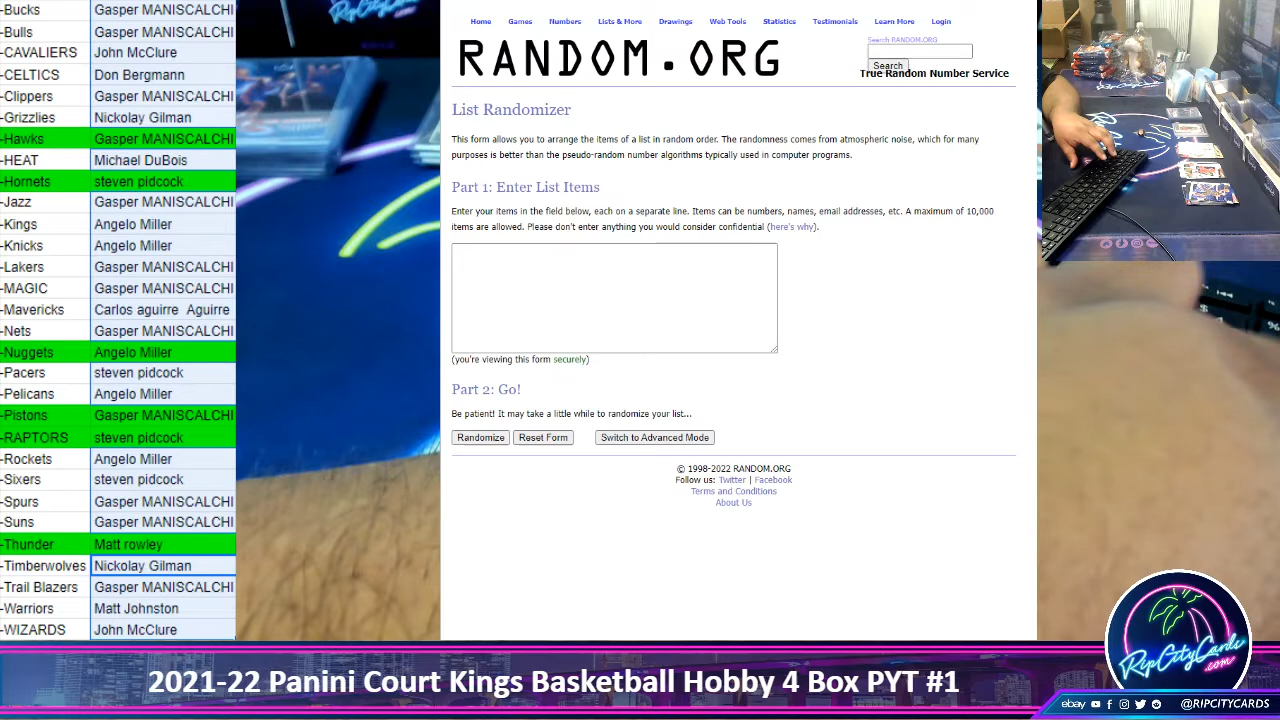 -Bucks Gasper MANISCALCHI
-Bulls Gasper MANISCALCHI
-CAVALIERS John McClure
-CELTICS Don Bergmann
-Clippers Gasper MANISCALCHI
-Grizzlies Nickolay Gilman
-Hawks Gasper MANISCALCHI
-HEAT Michael DuBois
-Hornets steven pidcock
-Jazz Gasper MANISCALCHI
-Kings Angelo Miller
-Knicks Angelo Miller
-Lakers Gasper MANISCALCHI
-MAGIC Gasper MANISCALCHI
-Mavericks Carlos aguirre Aguirre
-Nets Gasper MANISCALCHI
-Nuggets Angelo Miller
-Pacers steven pidcock
-Pelicans Angelo Miller
-Pistons Gasper MANISCALCHI
-RAPTORS steven pidcock
-Rockets Angelo Miller
-Sixers steven pidcock
-Spurs Gasper MANISCALCHI
-Suns Gasper MANISCALCHI
-Thunder Matt rowley
-Timberwolves Nickolay Gilman
-Trail Blazers Gasper MANISCALCHI
-Warriors Matt Johnston
-WIZARDS John McClure
RipCityCards
Home Games Numbers Lists & More Drawings Web Tools Statistics Testimonials Learn More Login
RANDOM.ORG
Search RANDOM.ORG
Search
True Random Number Service
List Randomizer
This form allows you to arrange the items of a list in random order. The randomness comes from atmospheric noise, which for many
purposes is better than the pseudo-random number algorithms typically used in computer programs.
Part 1: Enter List Items
Enter your items in the field below, each on a separate line. Items can be numbers, names, email addresses, etc. A maximum of 10,000
items are allowed. Please don't enter anything you would consider confidential (here's why).
(you're viewing this form securely)
Part 2: Go!
Be patient! It may take a little while to randomize your list...
Randomize Reset Form Switch to Advanced Mode
© 1998-2022 RANDOM.ORG
Follow us: Twitter | Facebook
Terms and Conditions
About Us
2021-22 Panini Court Kings Basketball Hobby 4 Box PYT #1
RipCityCards
.com
ebay @RIPCITYCARDS